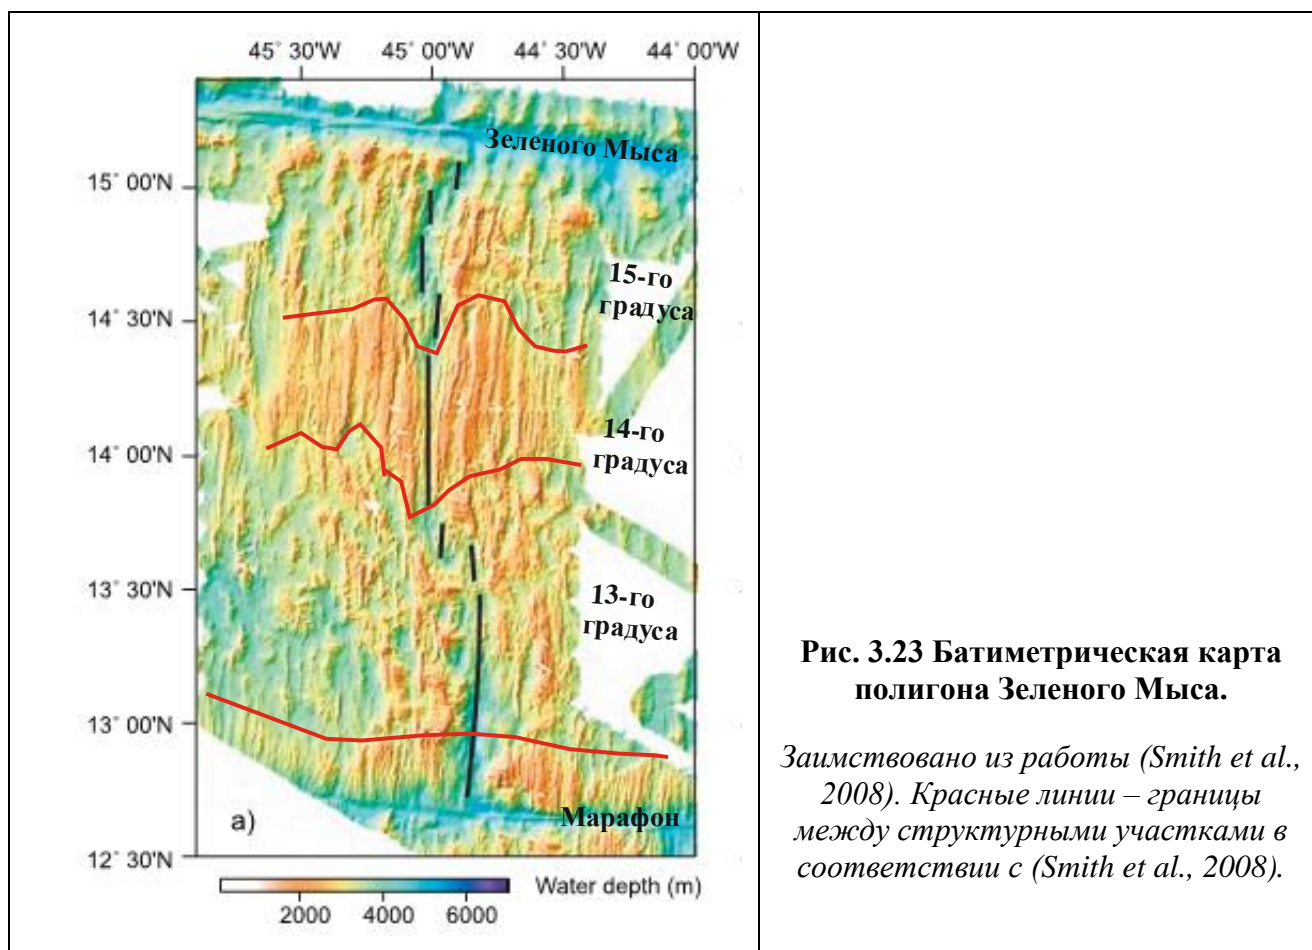 45˚ 30'W 45˚ 00'W 44˚ 30'W 44˚ 00'W
Зеленого Мыса
15˚ 00'N
15-го
градуса
14˚ 30'N
14-го
градуса
14˚ 00'N
13˚ 30'N
13-го
градуса
13˚ 00'N
Марафон
a)
12˚ 30'N
Water depth (m)
2000 4000 6000
Рис. 3.23 Батиметрическая карта
полигона Зеленого Мыса.
Заимствовано из работы (Smith et al.,
2008). Красные линии – границы
между структурными участками в
соответствии с (Smith et al., 2008).